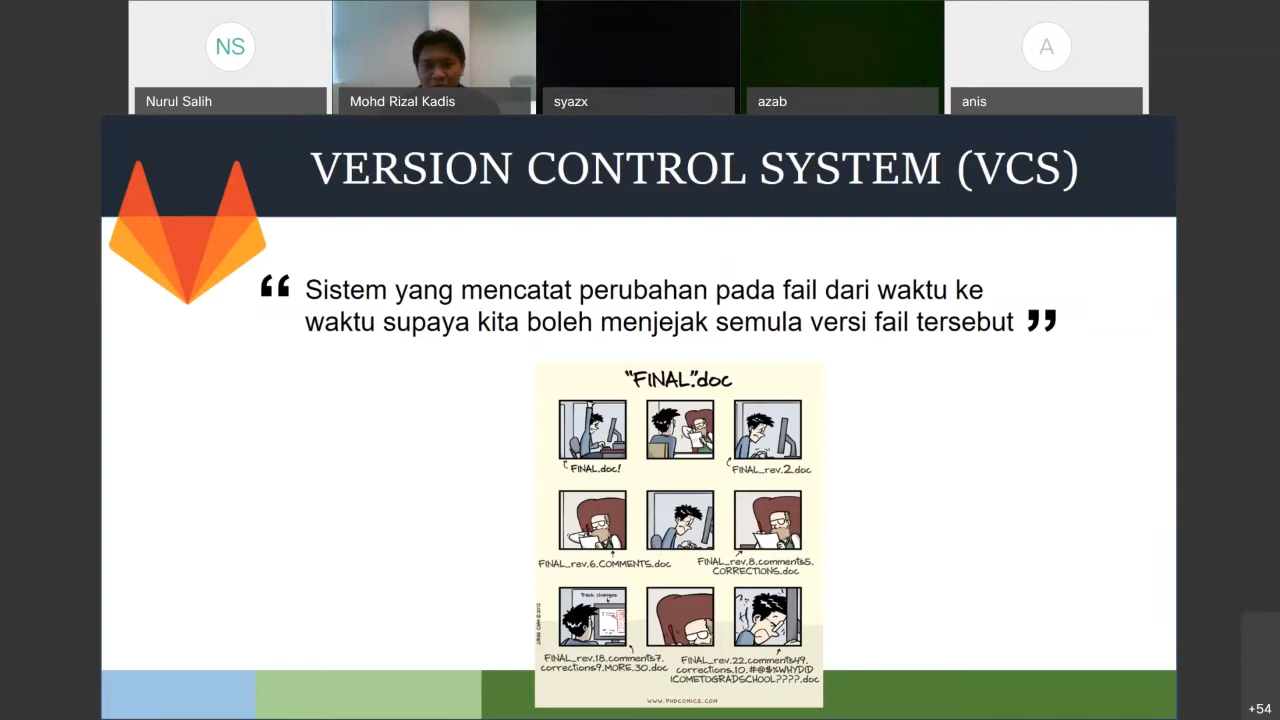 NS
A
Nurul Salih
Mohd Rizal Kadis
syazx
azab
anis
VERSION CONTROL SYSTEM (VCS)
“ Sistem yang mencatat perubahan pada fail dari waktu ke
waktu supaya kita boleh menjejak semula versi fail tersebut ”
"FINAL".doc
FINAL.doc!
FINAL_rev.2.doc
FINAL_rev.6.COMMENTS.doc
FINAL_rev.8.comments5.
CORRECTIONS.doc
track changes
JORGE CHAM © 2012
FINAL_rev.18.comments7.
corrections9.MORE.30.doc
FINAL_rev.22.comments49.
corrections.10.#@$%WHYDID
ICOMETOGRADSCHOOL????.doc
WWW.PHDCOMICS.COM
+54